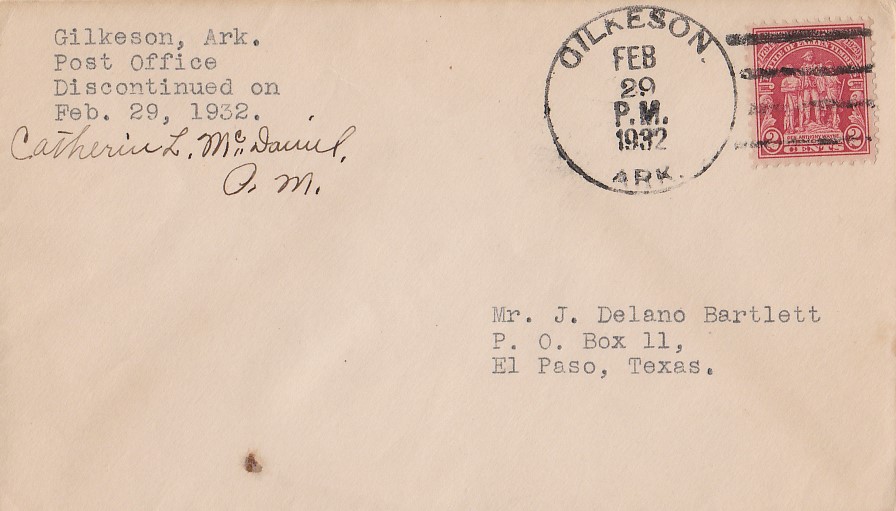 Gilkeson, Ark.
Post Office
Discontinued on
Feb. 29, 1932.
Catherin L. McDaniel,
P. M.
GILKESON
FEB
29
P.M.
1932
ARK.
2 2
Mr. J. Delano Bartlett
P. O. Box 11,
El Paso, Texas.